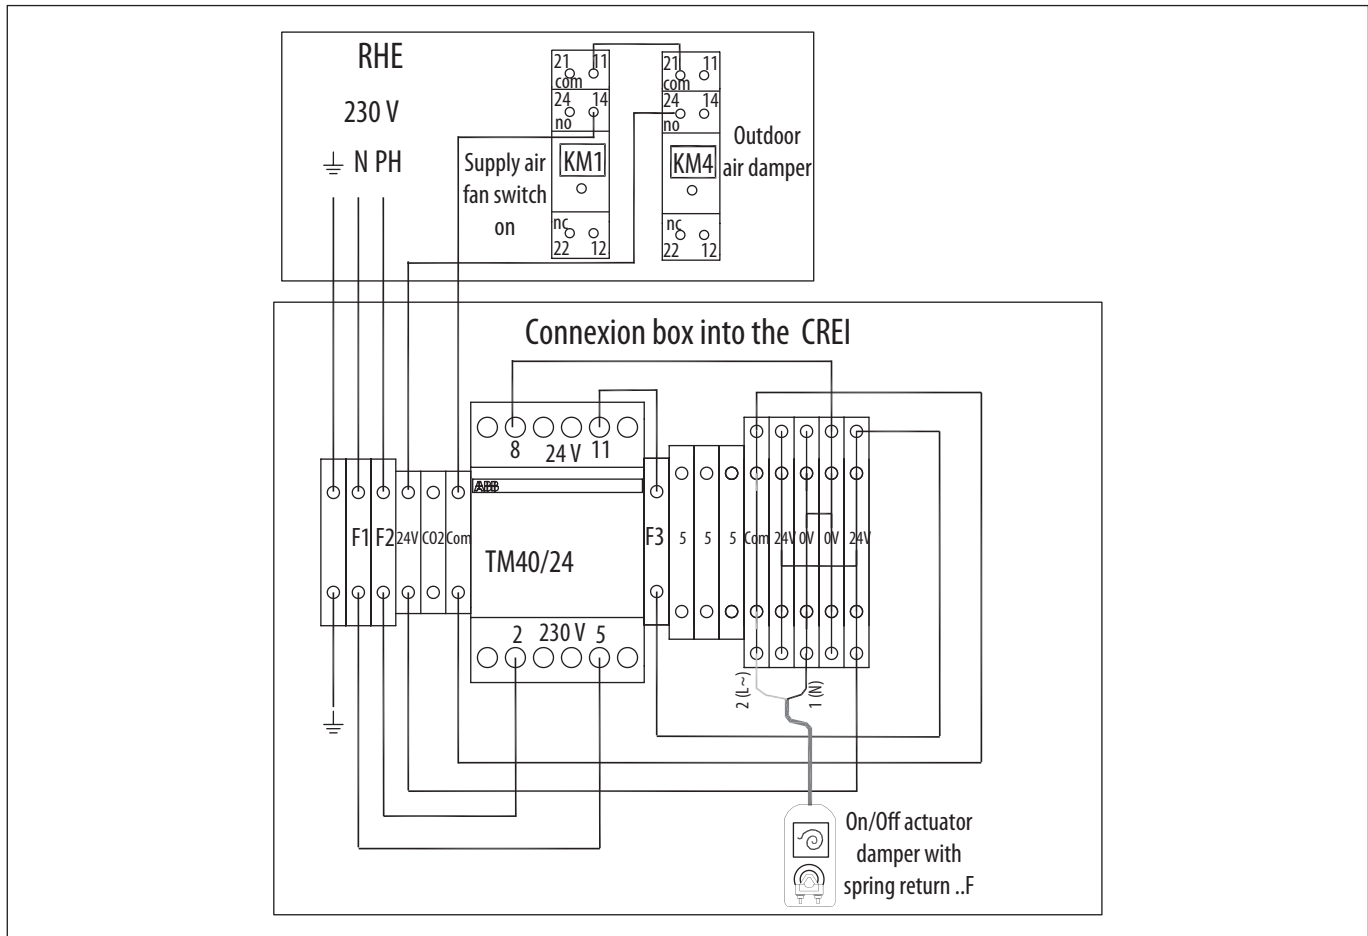 RHE
230 V
N PH
Supply air
fan switch
on
21 11
com
24 14
no
KM1
nc
22 12
21 11
com
24 14
no
KM4
nc
22 12
Outdoor
air damper
Connexion box into the CREI
8 24 V 11
ABB
TM40/24
2 230 V 5
F1 F2 24V CO2 Com
F3 5 5 5 Com 24V 0V 0V 24V
2 (L~)
1 (N)
On/Off actuator
damper with
spring return ..F